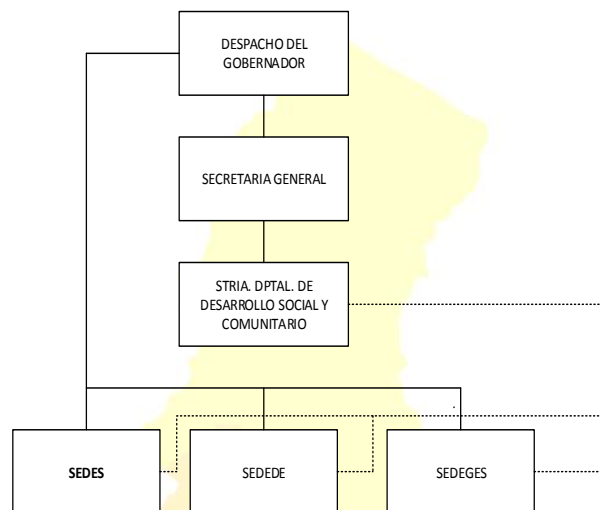 DESPACHO DEL
GOBERNADOR
SECRETARIA GENERAL
STRIA. DPTAL. DE
DESARROLLO SOCIAL Y
COMUNITARIO
SEDES
SEDEDE
SEDEGES